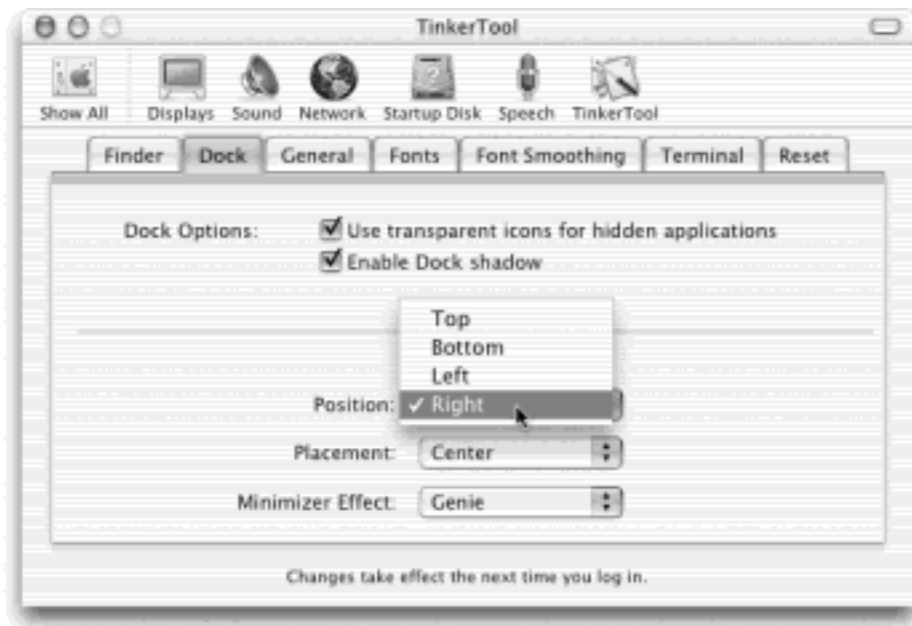 TinkerTool
Show All Displays Sound Network Startup Disk Speech TinkerTool
Finder Dock General Fonts Font Smoothing Terminal Reset
Dock Options: Use transparent icons for hidden applications
Enable Dock shadow
Top
Bottom
Left
Position: Right
Placement: Center
Minimizer Effect: Genie
Changes take effect the next time you log in.